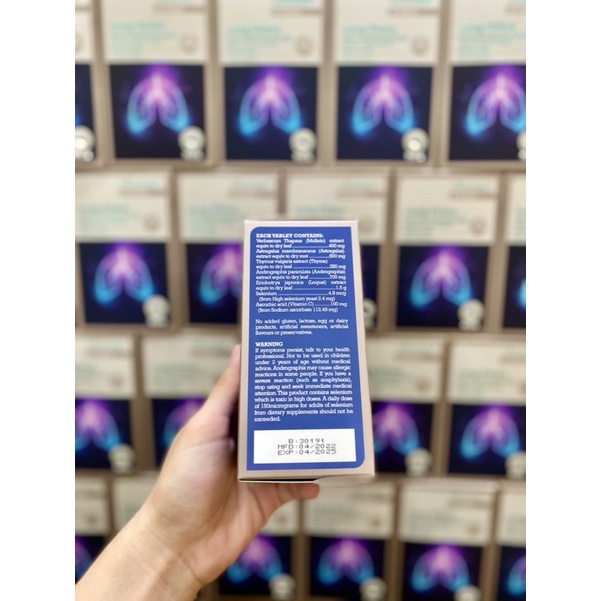 EACH TABLET CONTAINS:
Verbascum Thapsus (Mullein) extract
equiv to dry leaf 400 mg
Astragalus membranaceus (Astragalus)
extract equiv to dry root 800 mg
Thymus vulgaris extract (Thyme)
equiv to dry leaf 350 mg
Andrographis paniculata (Andrographis)
extract equiv to dry leaf 700 mg
Eriobotrya japonica (Loquat) extract
equiv to dry leaf 1.5 g
Selenium 4.8 mcg
(from High selenium yeast 2.4 mg)
Ascorbic acid (Vitamin C) 100 mg
(from Sodium ascorbate 112.48 mg)
No added gluten, lactose, egg or dairy
products, artificial sweeteners, artificial
flavours or preservatives.
WARNING
If symptoms persist, talk to your health
professional. Not to be used in children
under 2 years of age without medical
advice. Andrographis may cause allergic
reactions in some people. If you have a
severe reaction (such as anaphylaxis),
stop using and seek immediate medical
attention. This product contains selenium
which is toxic in high doses. A daily dose
of 150micrograms for adults of selenium
from dietary supplements should not be
exceeded.
B:30191
MFD:04/2022
EXP:04/2025